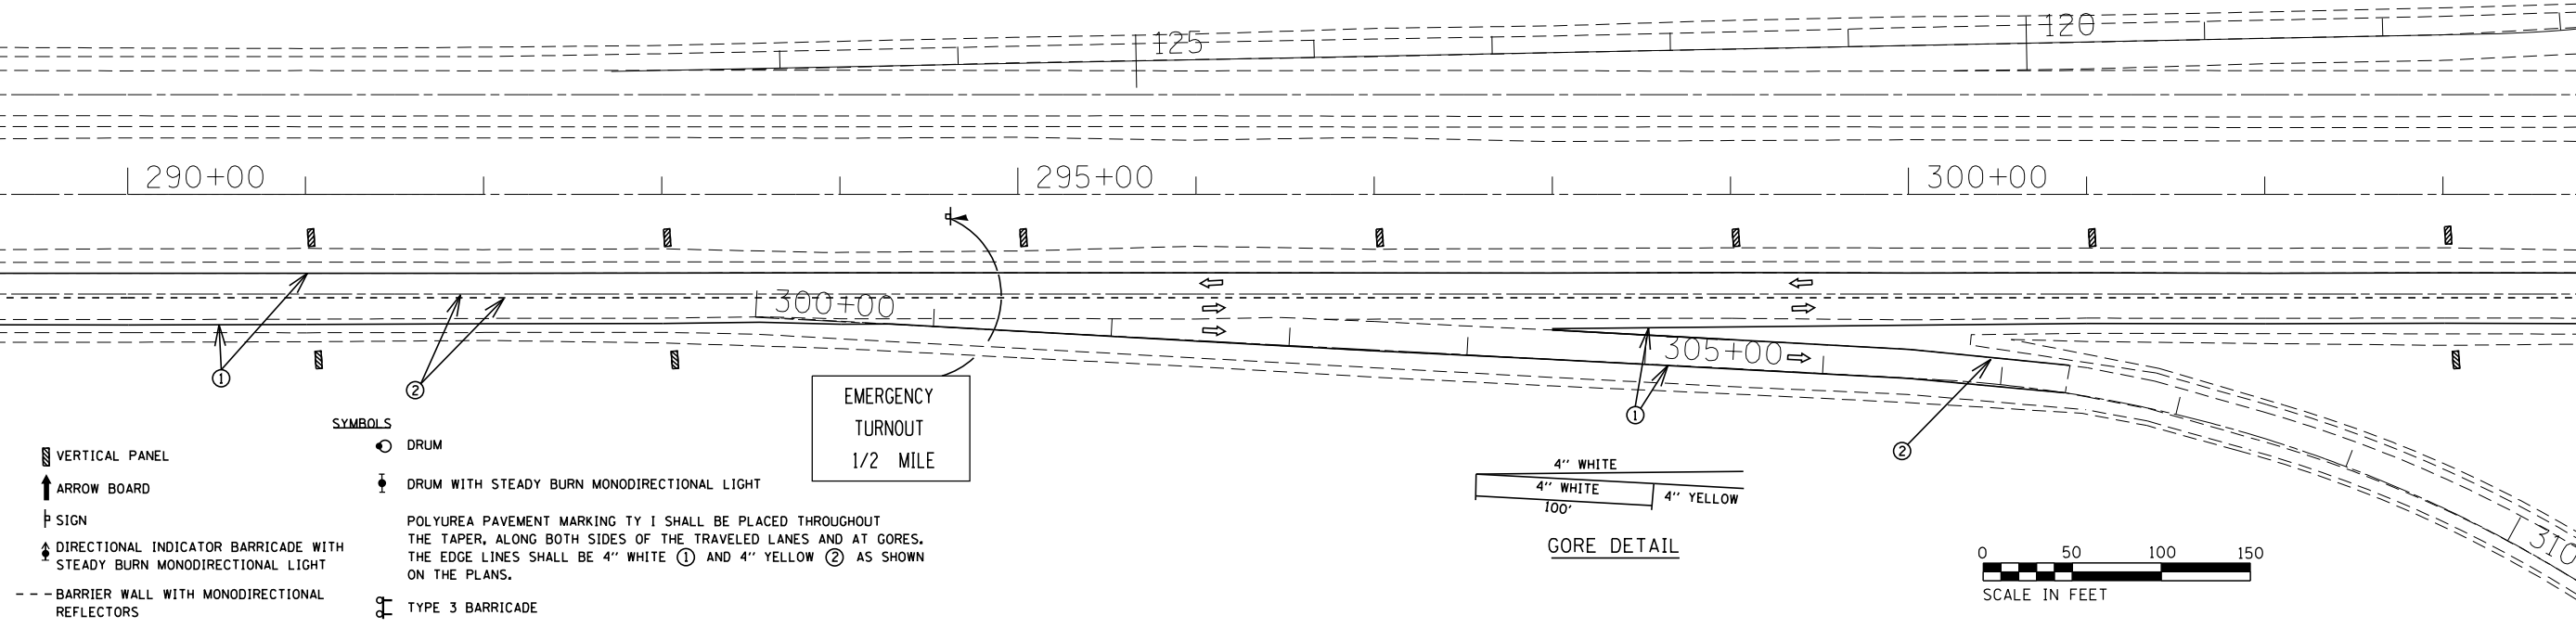 125
120
290+00
295+00
300+00
300+00
305+00
1
2
1
2
EMERGENCY
TURNOUT
1/2 MILE
SYMBOLS
VERTICAL PANEL
ARROW BOARD
SIGN
DIRECTIONAL INDICATOR BARRICADE WITH
STEADY BURN MONODIRECTIONAL LIGHT
BARRIER WALL WITH MONODIRECTIONAL
REFLECTORS
DRUM
DRUM WITH STEADY BURN MONODIRECTIONAL LIGHT
POLYUREA PAVEMENT MARKING TY I SHALL BE PLACED THROUGHOUT
THE TAPER, ALONG BOTH SIDES OF THE TRAVELED LANES AND AT GORES.
THE EDGE LINES SHALL BE 4" WHITE 1 AND 4" YELLOW 2 AS SHOWN
ON THE PLANS.
TYPE 3 BARRICADE
4" WHITE
4" WHITE
4" YELLOW
100'
GORE DETAIL
0 50 100 150
SCALE IN FEET
310